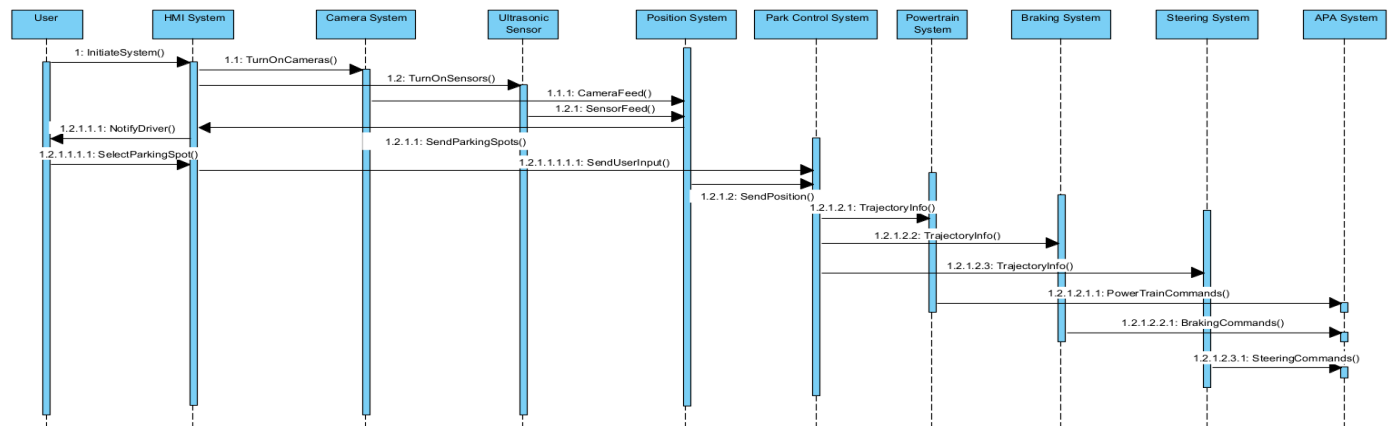 User
HMI System
Camera System
Ultrasonic
Sensor
Position System
Park Control System
Powertrain
System
Braking System
Steering System
APA System
1: InitiateSystem()
1.1: TurnOnCameras()
1.2: TurnOnSensors()
1.1.1: CameraFeed()
1.2.1: SensorFeed()
1.2.1.1.1: NotifyDriver()
1.2.1.1: SendParkingSpots()
1.2.1.1.1.1: SelectParkingSpot()
1.2.1.1.1.1.1: SendUserInput()
1.2.1.2: SendPosition()
1.2.1.2.1: TrajectoryInfo()
1.2.1.2.2: TrajectoryInfo()
1.2.1.2.3: TrajectoryInfo()
1.2.1.2.1.1: PowerTrainCommands()
1.2.1.2.2.1: BrakingCommands()
1.2.1.2.3.1: SteeringCommands()